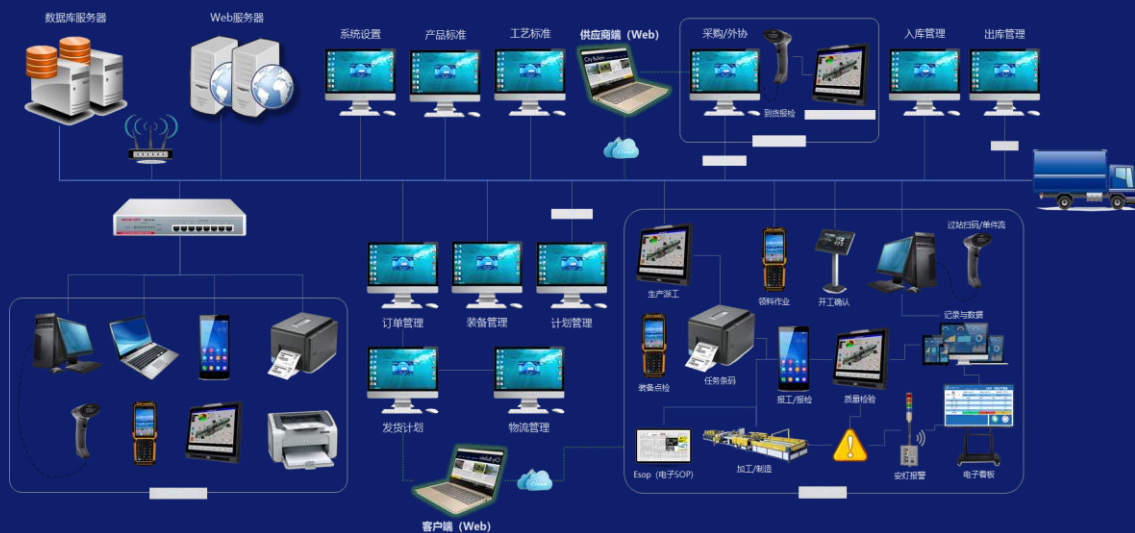 数据库服务器
Web服务器
系统设置
产品标准
工艺标准
供应商端（Web）
采购/外协
到货报检
入库管理
出库管理
订单管理
装备管理
计划管理
发货计划
物流管理
客户端（Web）
生产派工
领料作业
开工确认
过站扫码/单件流
记录与数据
装备点检
任务条码
报工/报检
质量检验
Esop（电子SOP）
加工/制造
安灯报警
电子看板